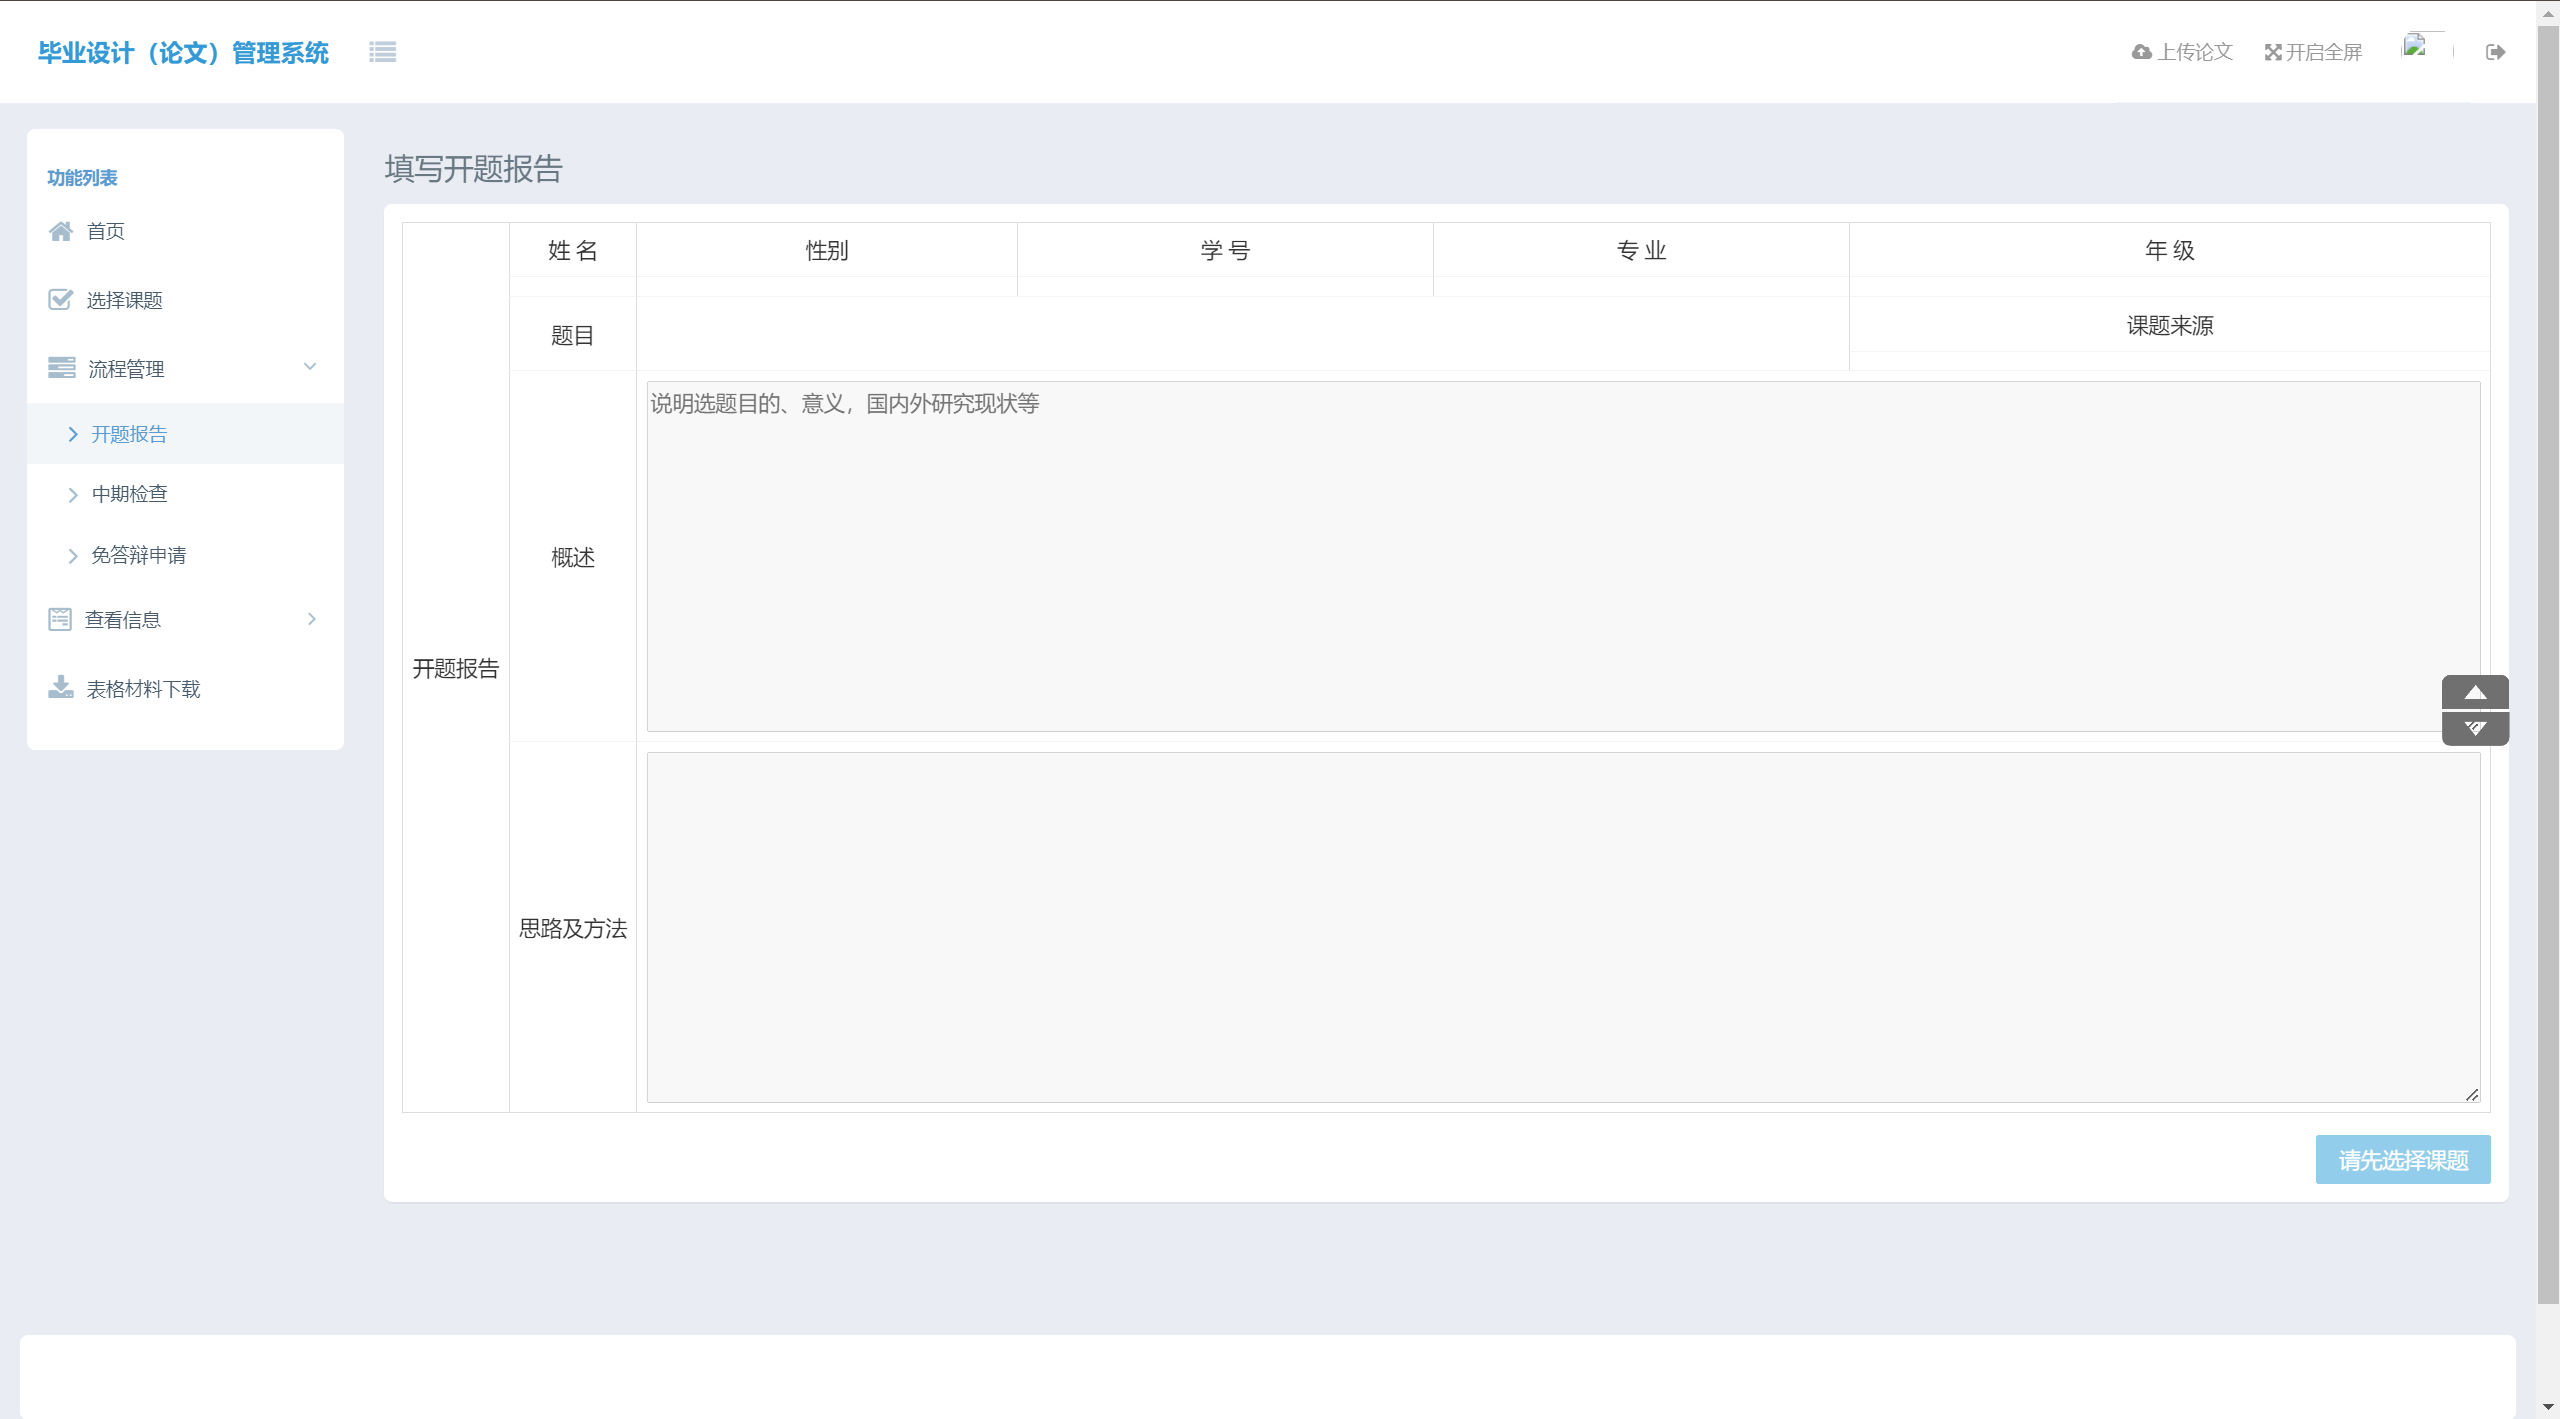 毕业设计（论文）管理系统
上传论文 开启全屏
功能列表
首页
选择课题
流程管理
开题报告
中期检查
免答辩申请
查看信息
表格材料下载
填写开题报告
姓 名 性别 学 号 专 业 年 级
题目 课题来源
开题报告
概述
说明选题目的、意义，国内外研究现状等
思路及方法
请先选择课题